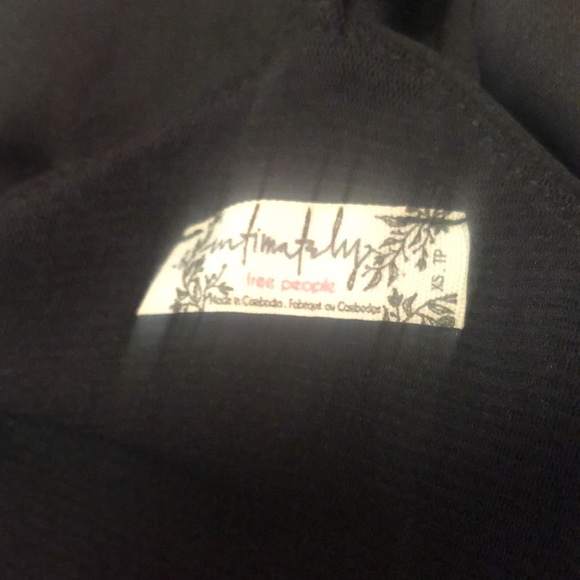 intimately
free people
Made in Cambodia . Fabriqué au Cambodge
XS . TP